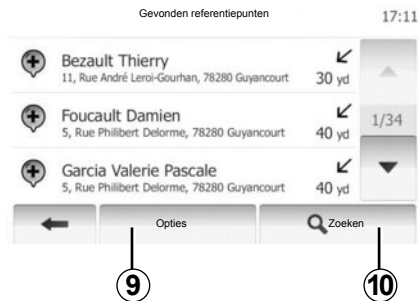 Gevonden referentiepunten 17:11
Bezault Thierry
11, Rue André Leroi-Gourhan, 78280 Guyancourt 30 yd
Foucault Damien
5, Rue Philibert Delorme, 78280 Guyancourt 40 yd
1/34
Garcia Valerie Pascale
5, Rue Philibert Delorme, 78280 Guyancourt 40 yd
Opties Zoeken
9 10